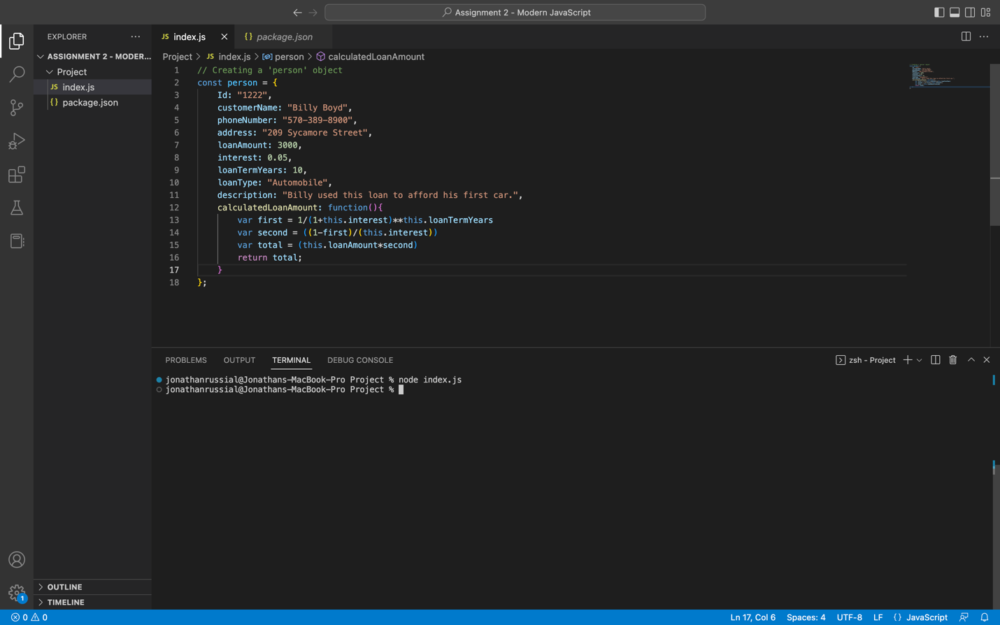 Assignment 2 - Modern JavaScript
EXPLORER
ASSIGNMENT 2 - MODER...
Project
JS index.js
{} package.json
OUTLINE
TIMELINE
1
JS index.js
{} package.json
Project > JS index.js > person > calculatedLoanAmount
1 // Creating a 'person' object
2 const person = {
3 Id: "1222",
4 customerName: "Billy Boyd",
5 phoneNumber: "570-389-8900",
6 address: "209 Sycamore Street",
7 loanAmount: 3000,
8 interest: 0.05,
9 loanTermYears: 10,
10 loanType: "Automobile",
11 description: "Billy used this loan to afford his first car.",
12 calculatedLoanAmount: function(){
13 var first = 1/(1+this.interest)**this.loanTermYears
14 var second = ((1-first)/(this.interest))
15 var total = (this.loanAmount*second)
16 return total;
17 }
18 };
PROBLEMS OUTPUT TERMINAL DEBUG CONSOLE
zsh - Project
jonathanrussial@Jonathans-MacBook-Pro Project % node index.js
jonathanrussial@Jonathans-MacBook-Pro Project %
0 0 Ln 17, Col 6 Spaces: 4 UTF-8 LF {} JavaScript